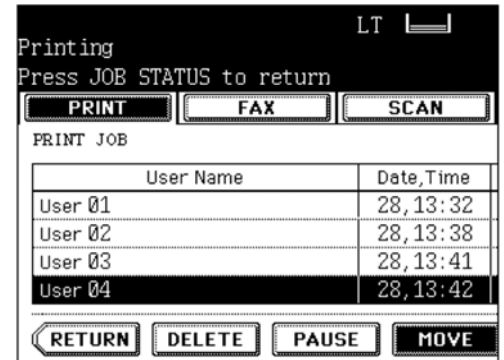 LT
Printing
Press JOB STATUS to return
PRINT FAX SCAN
PRINT JOB
User Name Date,Time
User 01 28,13:32
User 02 28,13:38
User 03 28,13:41
User 04 28,13:42
RETURN DELETE PAUSE MOVE